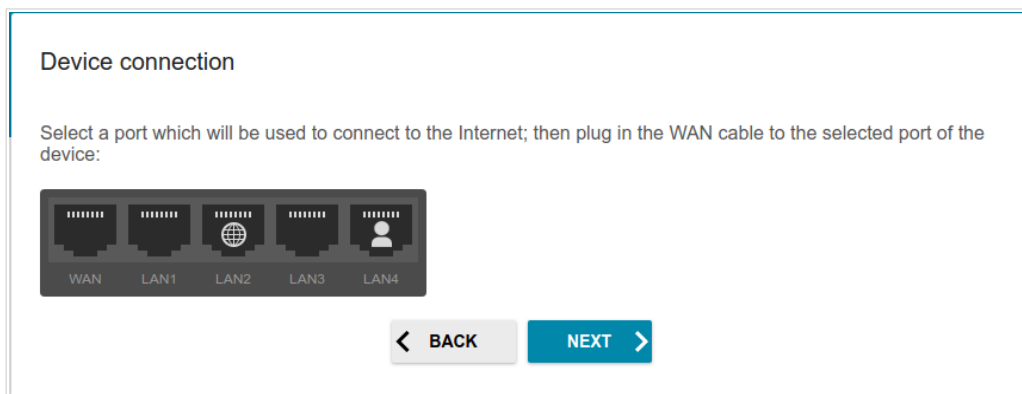 Device connection
Select a port which will be used to connect to the Internet; then plug in the WAN cable to the selected port of the
device:
WAN LAN1 LAN2 LAN3 LAN4
BACK NEXT